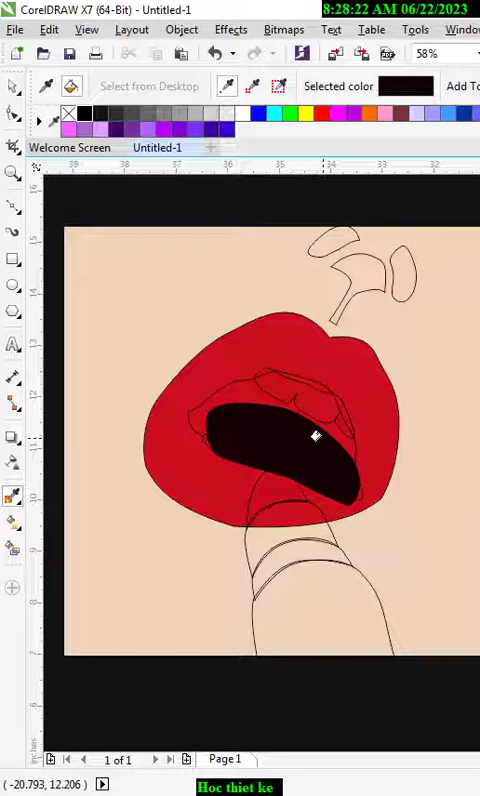 CorelDRAW X7 (64-Bit) - Untitled-1
8:28:22 AM 06/22/2023
File Edit View Layout Object Effects Bitmaps Text Table Tools Window
58%
Select from Desktop Selected color Add To
Welcome Screen Untitled-1
39 38 37 36 35 34 33 32
16
15
14
13
12
11
10
9
8
7
6
inches
1 of 1 Page 1
( -20.793, 12.206 )
Hoc thiet ke